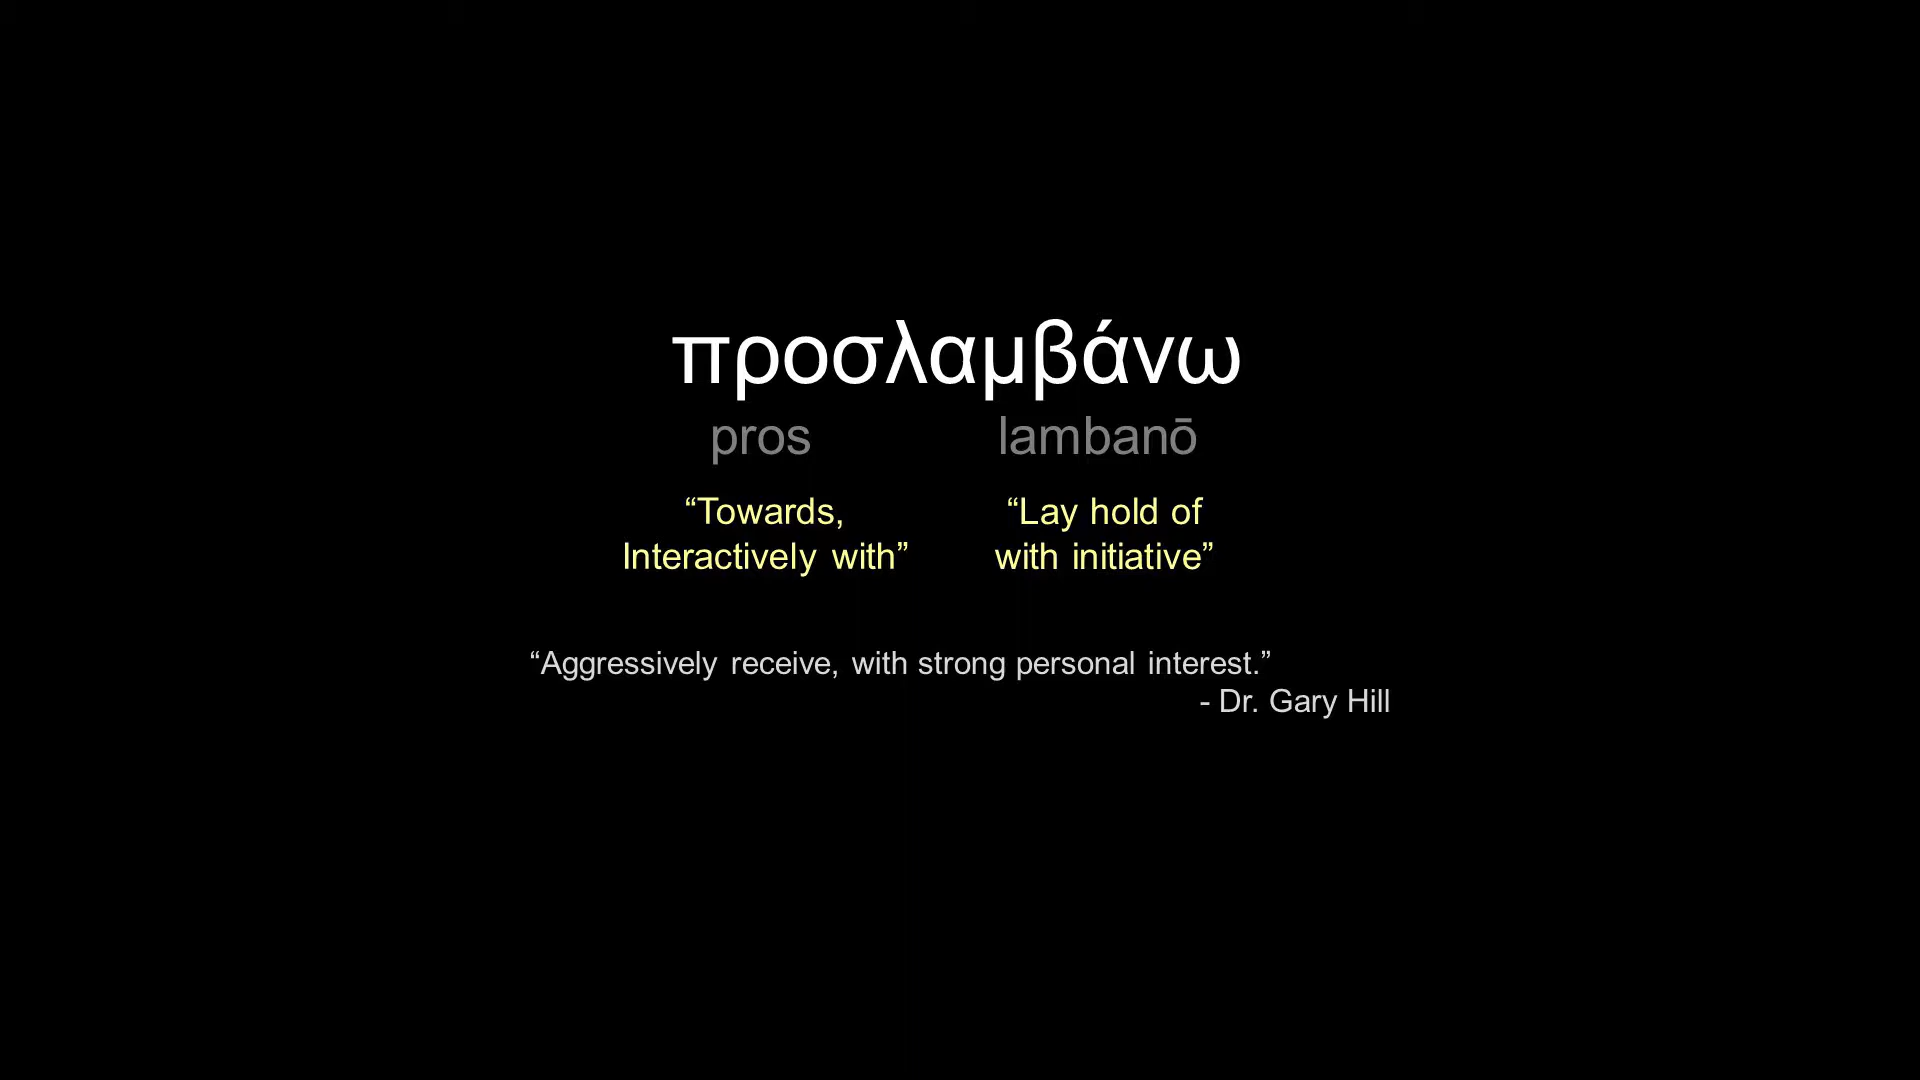 προσλαμβάνω
pros lambanō
“Towards, “Lay hold of
Interactively with” with initiative”
“Aggressively receive, with strong personal interest.”
- Dr. Gary Hill